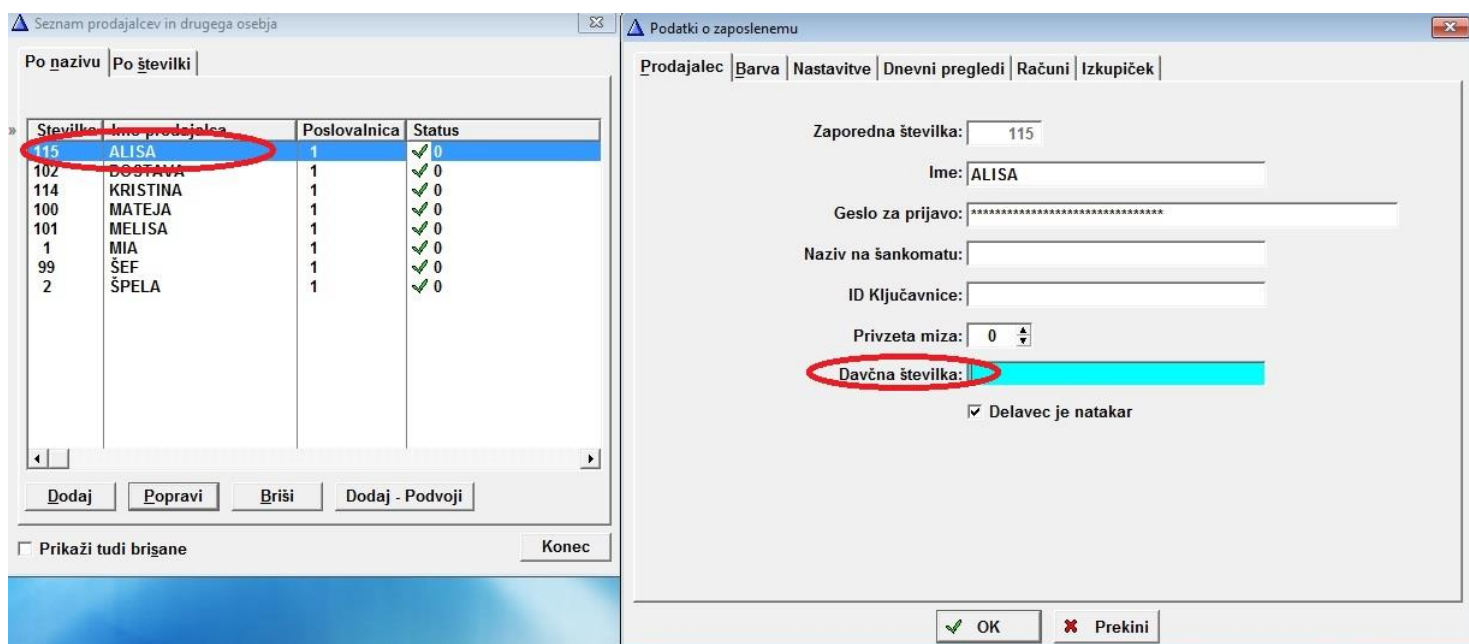 Seznam prodajalcev in drugega osebja
Po nazivu Po številki
» Številka Ime prodajalca Poslovalnica Status
115 ALISA 1 0
102 DOSTAVA 1 0
114 KRISTINA 1 0
100 MATEJA 1 0
101 MELISA 1 0
1 MIA 1 0
99 ŠEF 1 0
2 ŠPELA 1 0
Dodaj Popravi Briši Dodaj - Podvoji
Prikaži tudi brisane Konec
Podatki o zaposlenemu
Prodajalec Barva Nastavitve Dnevni pregledi Računi Izkupiček
Zaporedna številka: 115
Ime: ALISA
Geslo za prijavo: ********************************
Naziv na šankomatu:
ID Ključavnice:
Privzeta miza: 0
Davčna številka:
Delavec je natakar
OK Prekini